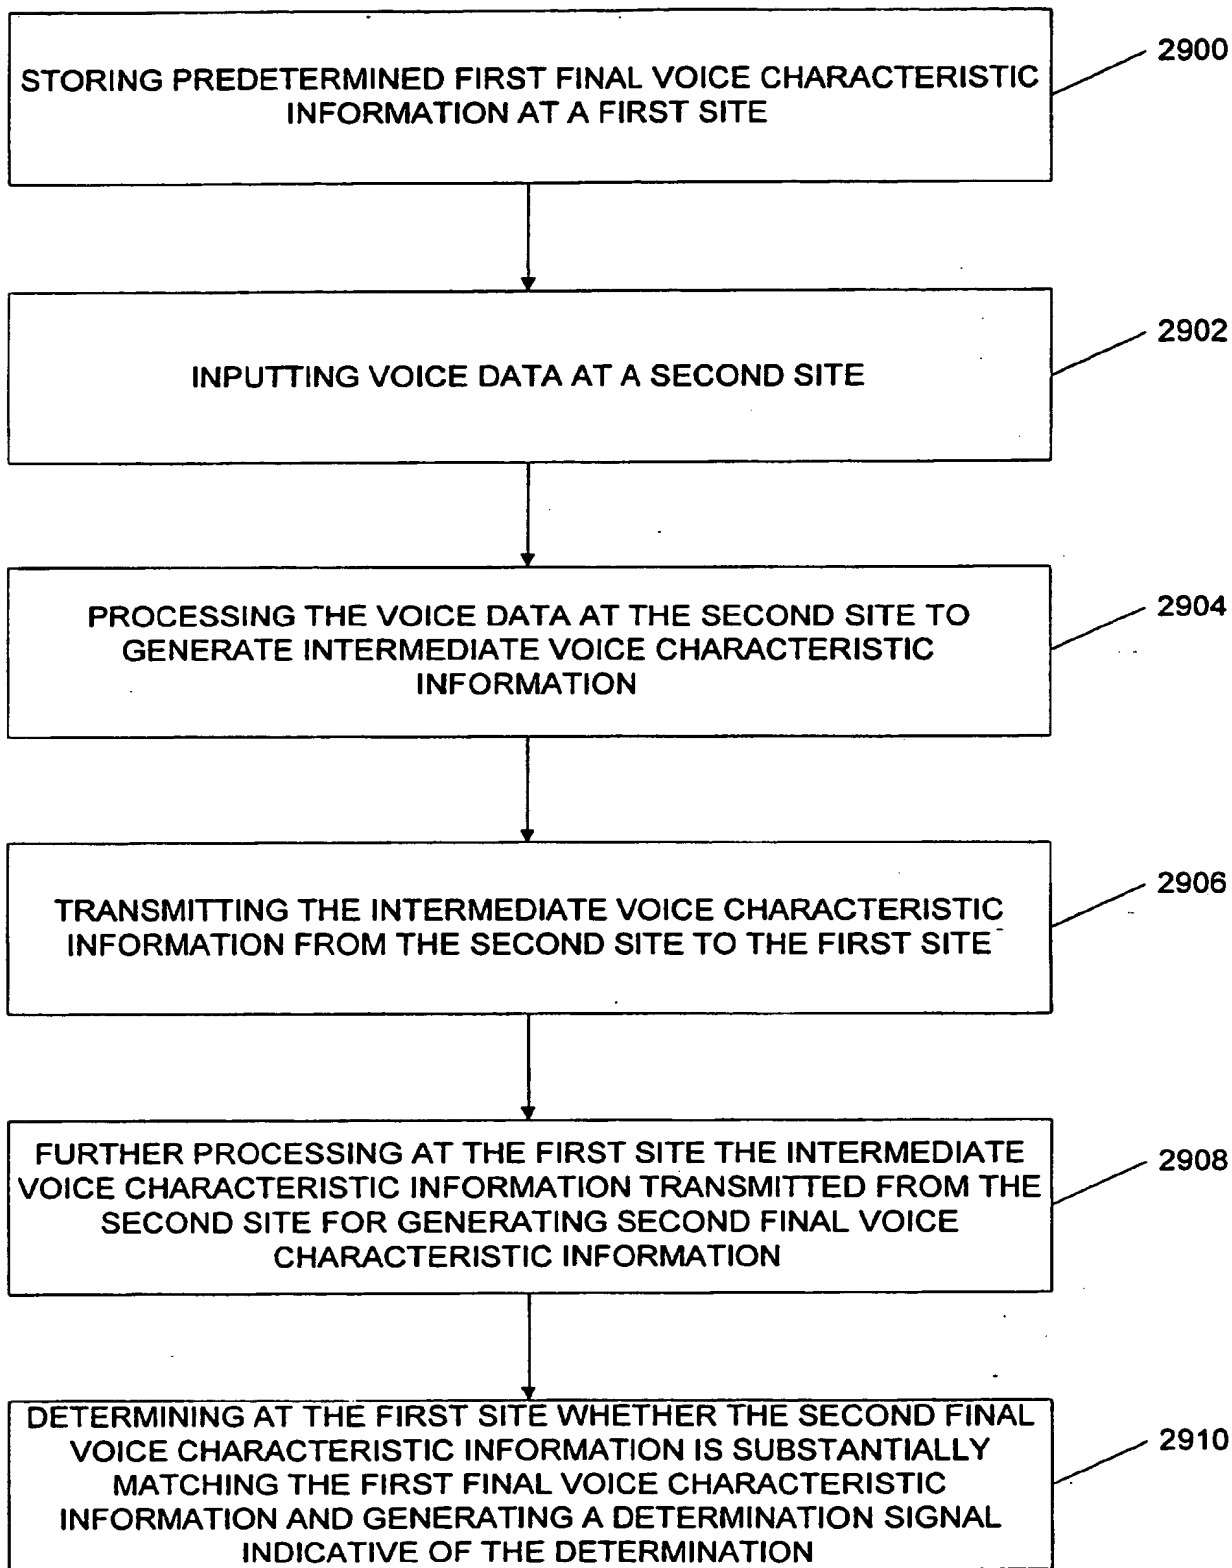 STORING PREDETERMINED FIRST FINAL VOICE CHARACTERISTIC
INFORMATION AT A FIRST SITE
2900
INPUTTING VOICE DATA AT A SECOND SITE
2902
PROCESSING THE VOICE DATA AT THE SECOND SITE TO
GENERATE INTERMEDIATE VOICE CHARACTERISTIC
INFORMATION
2904
TRANSMITTING THE INTERMEDIATE VOICE CHARACTERISTIC
INFORMATION FROM THE SECOND SITE TO THE FIRST SITE
2906
FURTHER PROCESSING AT THE FIRST SITE THE INTERMEDIATE
VOICE CHARACTERISTIC INFORMATION TRANSMITTED FROM THE
SECOND SITE FOR GENERATING SECOND FINAL VOICE
CHARACTERISTIC INFORMATION
2908
DETERMINING AT THE FIRST SITE WHETHER THE SECOND FINAL
VOICE CHARACTERISTIC INFORMATION IS SUBSTANTIALLY
MATCHING THE FIRST FINAL VOICE CHARACTERISTIC
INFORMATION AND GENERATING A DETERMINATION SIGNAL
INDICATIVE OF THE DETERMINATION
2910